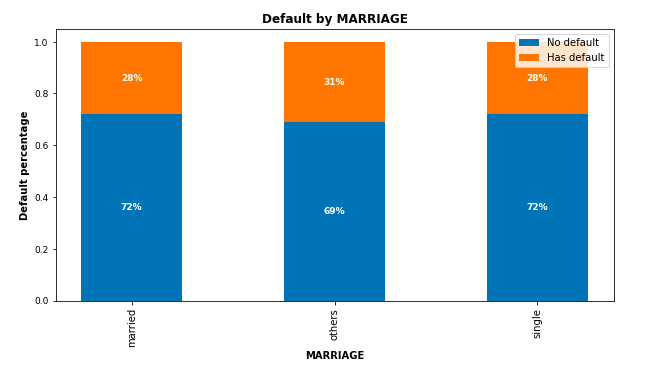 Default by MARRIAGE
No default
Has default
Default percentage
1.0
0.8
0.6
0.4
0.2
0.0
28%
31%
28%
72%
69%
72%
married
others
single
MARRIAGE